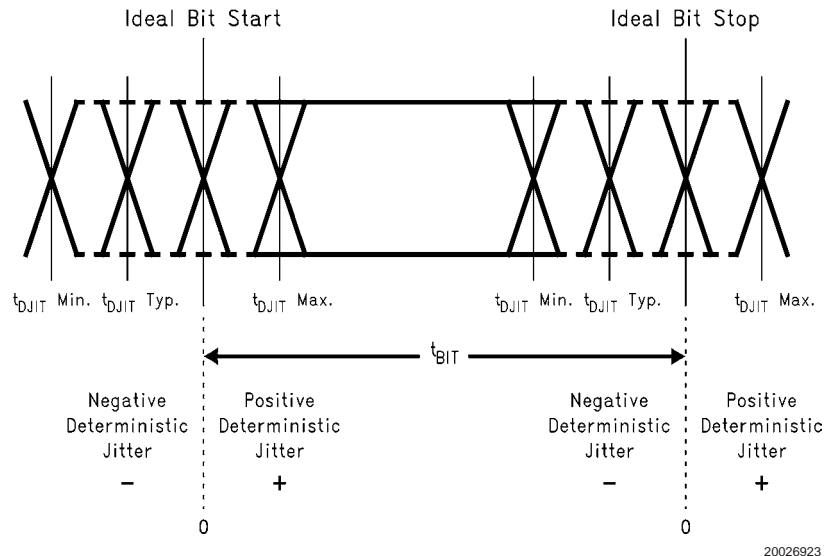 Ideal Bit Start
Ideal Bit Stop
tDJIT Min. tDJIT Typ. tDJIT Max. tDJIT Min. tDJIT Typ. tDJIT Max.
tBIT
Negative Deterministic Jitter
−
Positive Deterministic Jitter
+
Negative Deterministic Jitter
−
Positive Deterministic Jitter
+
0
0
20026923